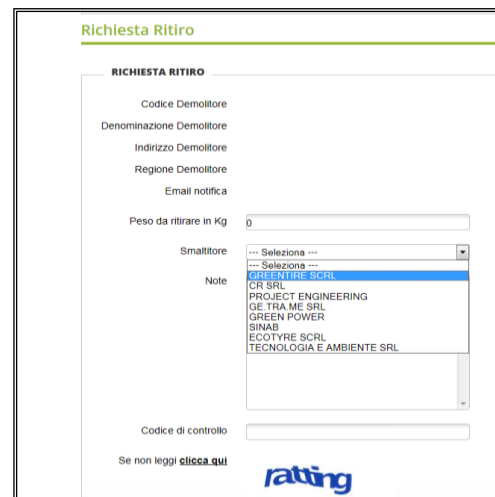 Richiesta Ritiro
RICHIESTA RITIRO
Codice Demolitore
Denominazione Demolitore
Indirizzo Demolitore
Regione Demolitore
Email notifica
Peso da ritirare in Kg 0
Smaltitore --- Seleziona ---
--- Seleziona ---
Note GREENTIRE SCRL
CR SRL
PROJECT ENGINEERING
GE.TRA.ME SRL
GREEN POWER
SINAB
ECOTYRE SCRL
TECNOLOGIA E AMBIENTE SRL
Codice di controllo
Se non leggi clicca qui
ratting